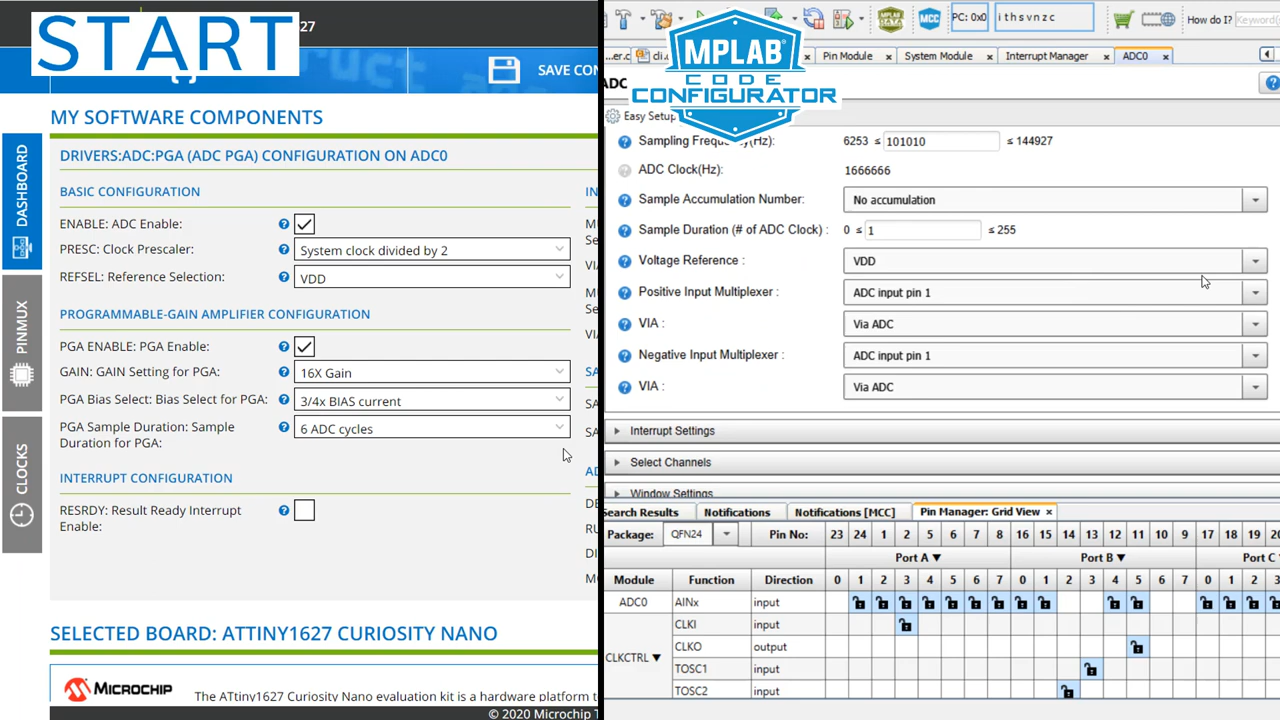 START
27
SAVE CON
MY SOFTWARE COMPONENTS
DRIVERS:ADC:PGA (ADC PGA) CONFIGURATION ON ADC0
BASIC CONFIGURATION
ENABLE: ADC Enable:
PRESC: Clock Prescaler:
System clock divided by 2
REFSEL: Reference Selection:
VDD
PROGRAMMABLE-GAIN AMPLIFIER CONFIGURATION
PGA ENABLE: PGA Enable:
GAIN: GAIN Setting for PGA:
16X Gain
PGA Bias Select: Bias Select for PGA:
3/4x BIAS current
PGA Sample Duration: Sample
Duration for PGA:
6 ADC cycles
INTERRUPT CONFIGURATION
RESRDY: Result Ready Interrupt
Enable:
DASHBOARD
PINMUX
CLOCKS
SELECTED BOARD: ATTINY1627 CURIOSITY NANO
MICROCHIP
The ATtiny1627 Curiosity Nano evaluation kit is a hardware platform to
© 2020 Microchip T
MPLAB
CODE
CONFIGURATOR
MCC
PC: 0x0
i t h s v n z c
How do I?
Keyword(s
Pin Module
System Module
Interrupt Manager
ADC0
Easy Setup
Sampling Frequency(Hz):
6253 ≤ 101010 ≤ 144927
ADC Clock(Hz):
1666666
Sample Accumulation Number:
No accumulation
Sample Duration (# of ADC Clock) :
0 ≤ 1 ≤ 255
Voltage Reference :
VDD
Positive Input Multiplexer :
ADC input pin 1
VIA :
Via ADC
Negative Input Multiplexer :
ADC input pin 1
VIA :
Via ADC
Interrupt Settings
Select Channels
Window Settings
Search Results
Notifications
Notifications [MCC]
Pin Manager: Grid View
Package: QFN24 Pin No: 23 24 1 2 5 6 7 8 16 15 14 13 12 11 10 9 17 18 19 20
Port A Port B Port C
Module Function Direction 0 1 2 3 4 5 6 7 0 1 2 3 4 5 6 7 0 1 2 3
ADC0 AINx input
CLKI input
CLKCTRL CLKO output
TOSC1 input
TOSC2 input